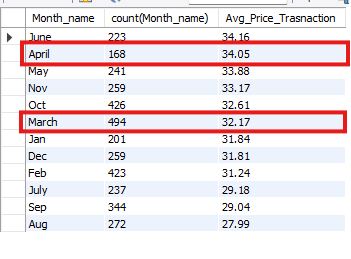 Month_name count(Month_name) Avg_Price_Trasnaction
June 223 34.16
April 168 34.05
May 241 33.88
Nov 259 33.17
Oct 426 32.61
March 494 32.17
Jan 201 31.84
Dec 259 31.81
Feb 423 31.24
July 237 29.18
Sep 344 29.04
Aug 272 27.99